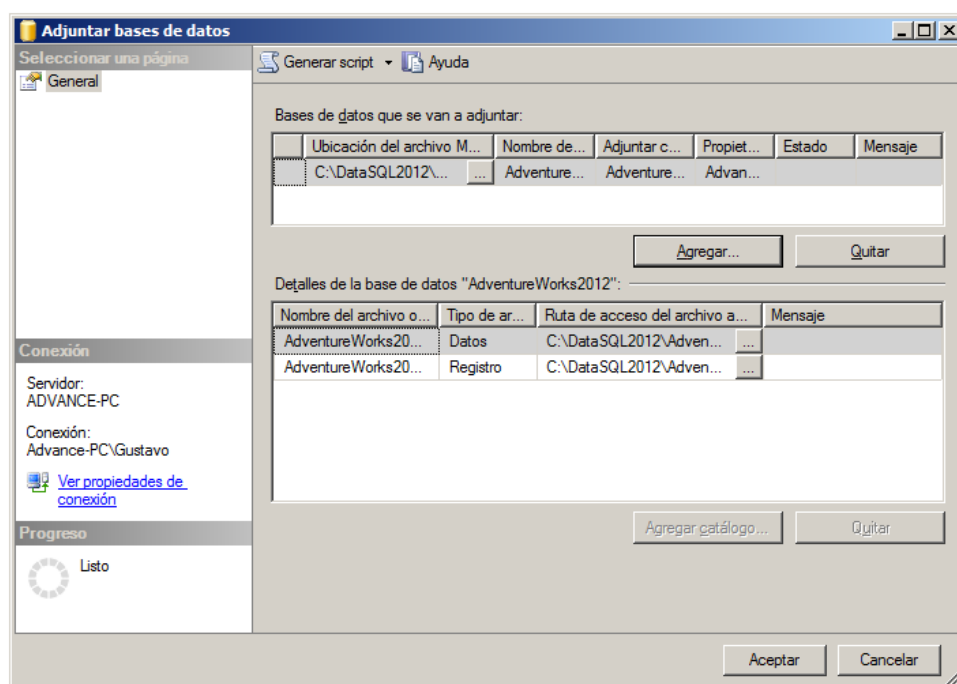 Adjuntar bases de datos
Seleccionar una página
General
Generar script
Ayuda
Bases de datos que se van a adjuntar:
Ubicación del archivo M... Nombre de... Adjuntar c... Propiet... Estado Mensaje
C:\DataSQL2012\... ... Adventure... Adventure... Advan...
Agregar... Quitar
Detalles de la base de datos "AdventureWorks2012":
Nombre del archivo o... Tipo de ar... Ruta de acceso del archivo a... Mensaje
AdventureWorks20... Datos C:\DataSQL2012\Adven... ...
AdventureWorks20... Registro C:\DataSQL2012\Adven... ...
Agregar catálogo... Quitar
Conexión
Servidor:
ADVANCE-PC
Conexión:
Advance-PC\Gustavo
Ver propiedades de
conexión
Progreso
Listo
Aceptar Cancelar